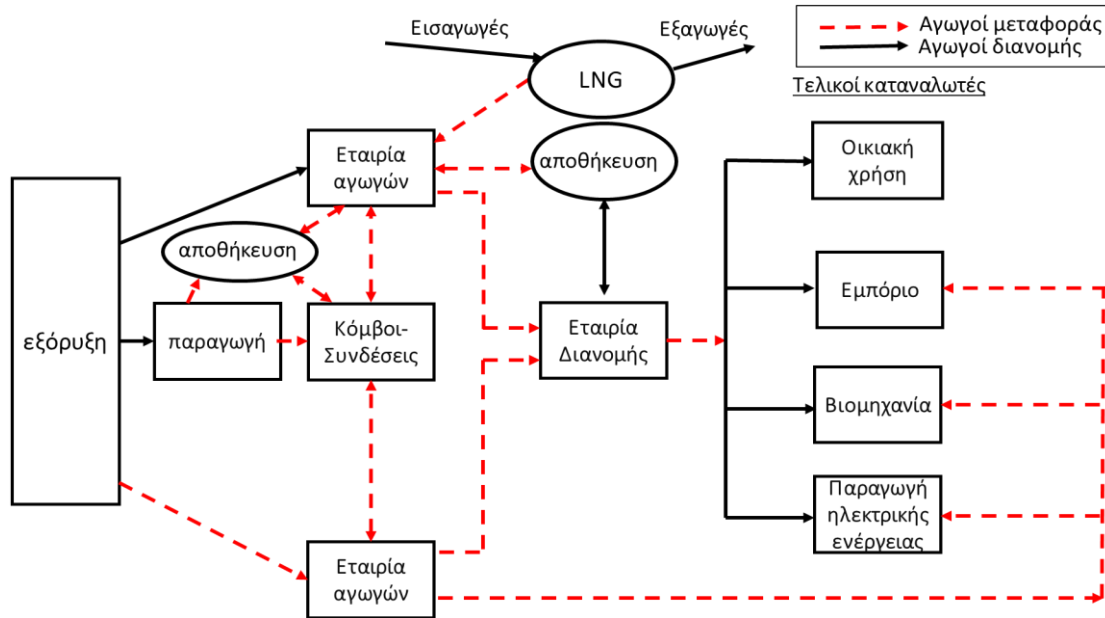 Εισαγωγές
Εξαγωγές
LNG
Αγωγοί μεταφοράς
Αγωγοί διανομής
Τελικοί καταναλωτές
Εταιρία
αγωγών
αποθήκευση
Οικιακή
χρήση
αποθήκευση
εξόρυξη
παραγωγή
Κόμβοι-
Συνδέσεις
Εταιρία
Διανομής
Εμπόριο
Βιομηχανία
Παραγωγή
ηλεκτρικής
ενέργειας
Εταιρία
αγωγών